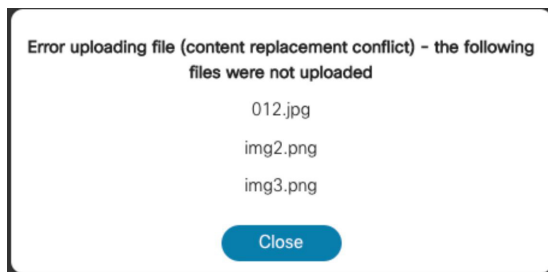 Error uploading file (content replacement conflict) - the following
files were not uploaded
012.jpg
img2.png
img3.png
Close